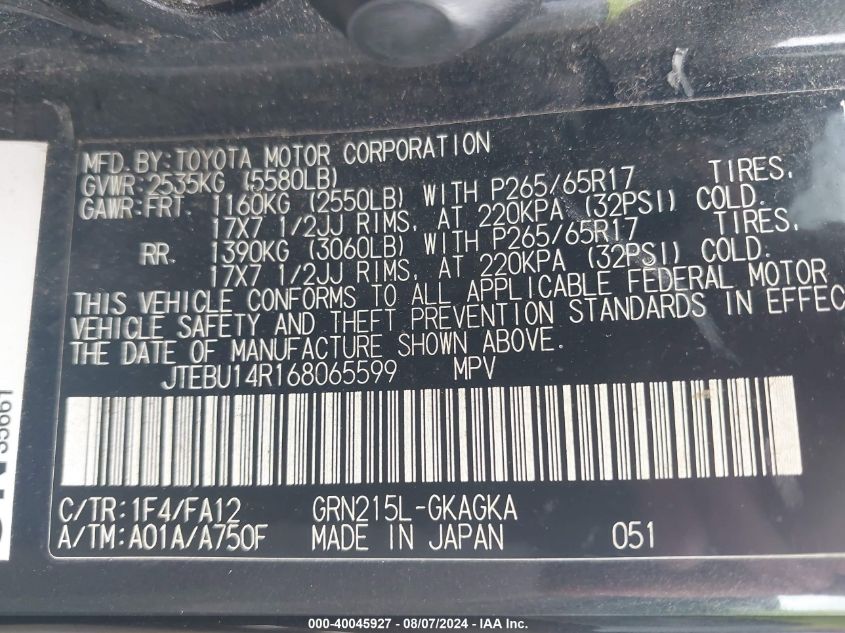 MFD. BY: TOYOTA MOTOR CORPORATION
GVWR: 2535KG (5580LB)
GAWR: FRT. 1160KG (2550LB) WITH P265/65R17 TIRES,
17X7 1/2JJ RIMS, AT 220KPA (32PSI) COLD.
RR 1390KG (3060LB) WITH P265/65R17 TIRES,
17X7 1/2JJ RIMS, AT 220KPA (32PSI) COLD.
THIS VEHICLE CONFORMS TO ALL APPLICABLE FEDERAL MOTOR
VEHICLE SAFETY AND THEFT PREVENTION STANDARDS IN EFFEC
THE DATE OF MANUFACTURE SHOWN ABOVE.
JTEBU14R168065599 MPV
C/TR: 1F4/FA12 GRN215L-GKAGKA
A/TM: A01A/A750F MADE IN JAPAN 051
55661
000-40045927 - 08/07/2024 - IAA Inc.